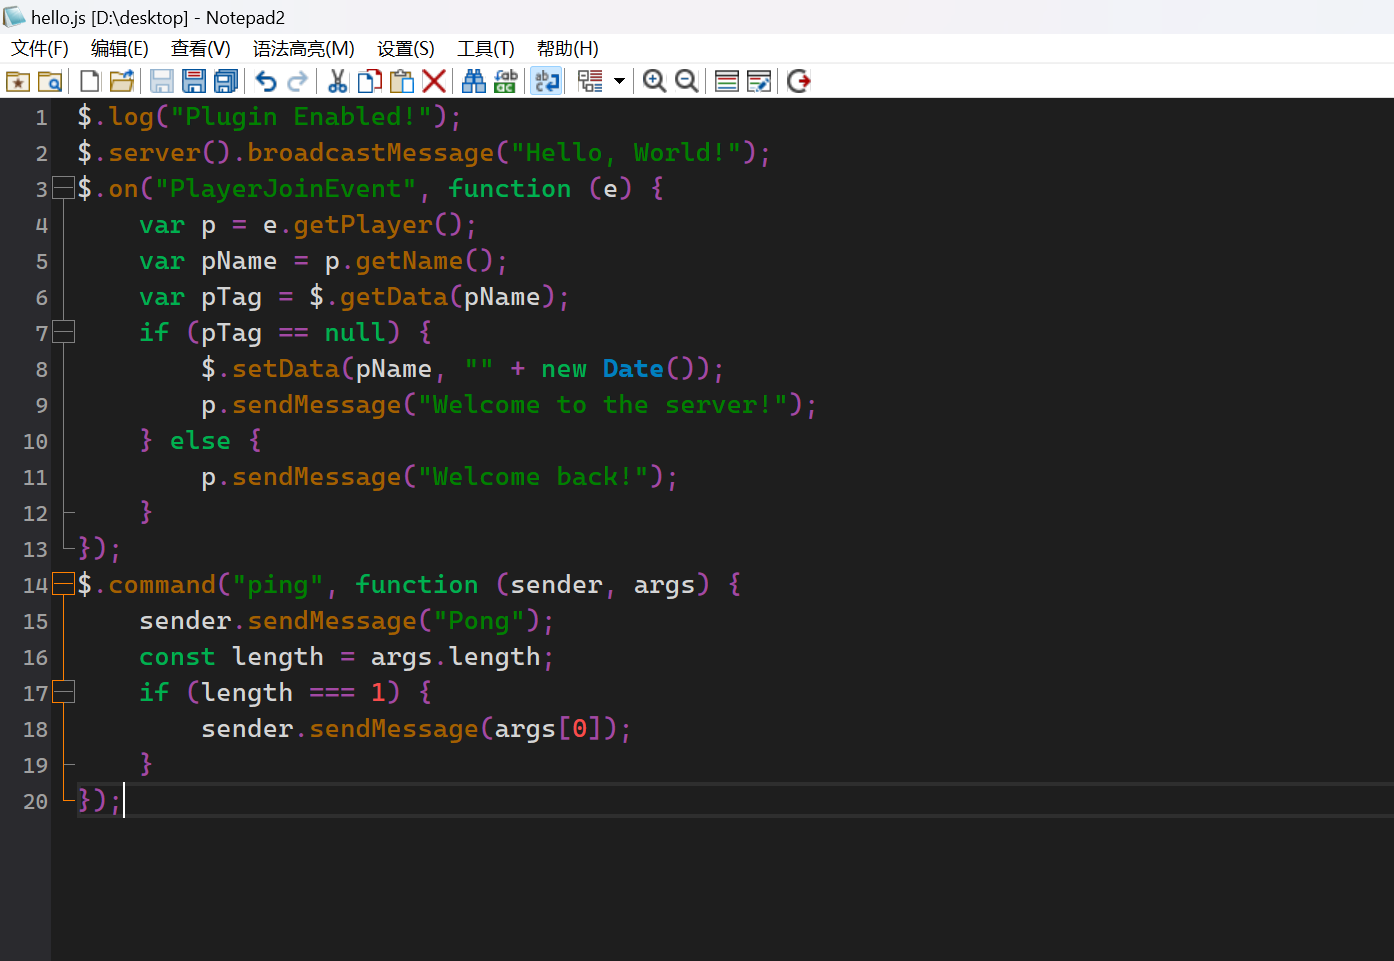 hello.js [D:\desktop] - Notepad2
文件(F) 编辑(E) 查看(V) 语法高亮(M) 设置(S) 工具(T) 帮助(H)
1 $.log("Plugin Enabled!");
2 $.server().broadcastMessage("Hello, World!");
3 $.on("PlayerJoinEvent", function (e) {
4     var p = e.getPlayer();
5     var pName = p.getName();
6     var pTag = $.getData(pName);
7     if (pTag == null) {
8         $.setData(pName, "" + new Date());
9         p.sendMessage("Welcome to the server!");
10     } else {
11         p.sendMessage("Welcome back!");
12     }
13 });
14 $.command("ping", function (sender, args) {
15     sender.sendMessage("Pong");
16     const length = args.length;
17     if (length === 1) {
18         sender.sendMessage(args[0]);
19     }
20 });